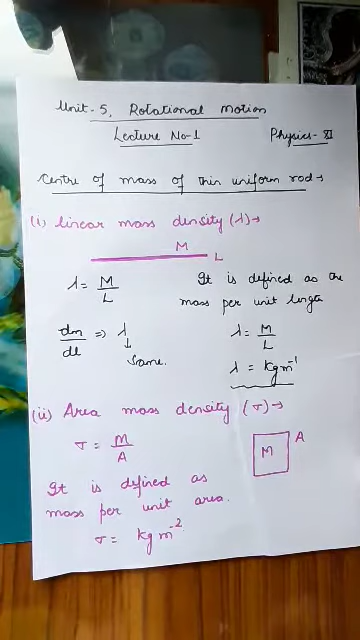 Unit-5, Rotational motion
Lecture No-1 Physics-XI
Centre of mass of thin uniform rod→
(i) linear mass density (λ)→
M
L
λ = M/L It is defined as the
mass per unit length
dm/dl ⇒ λ λ = M/L
↓
Same. λ = kgm⁻¹
(ii) Area mass density (σ)→
σ = M/A M A
It is defined as
mass per unit area.
σ = kgm⁻²